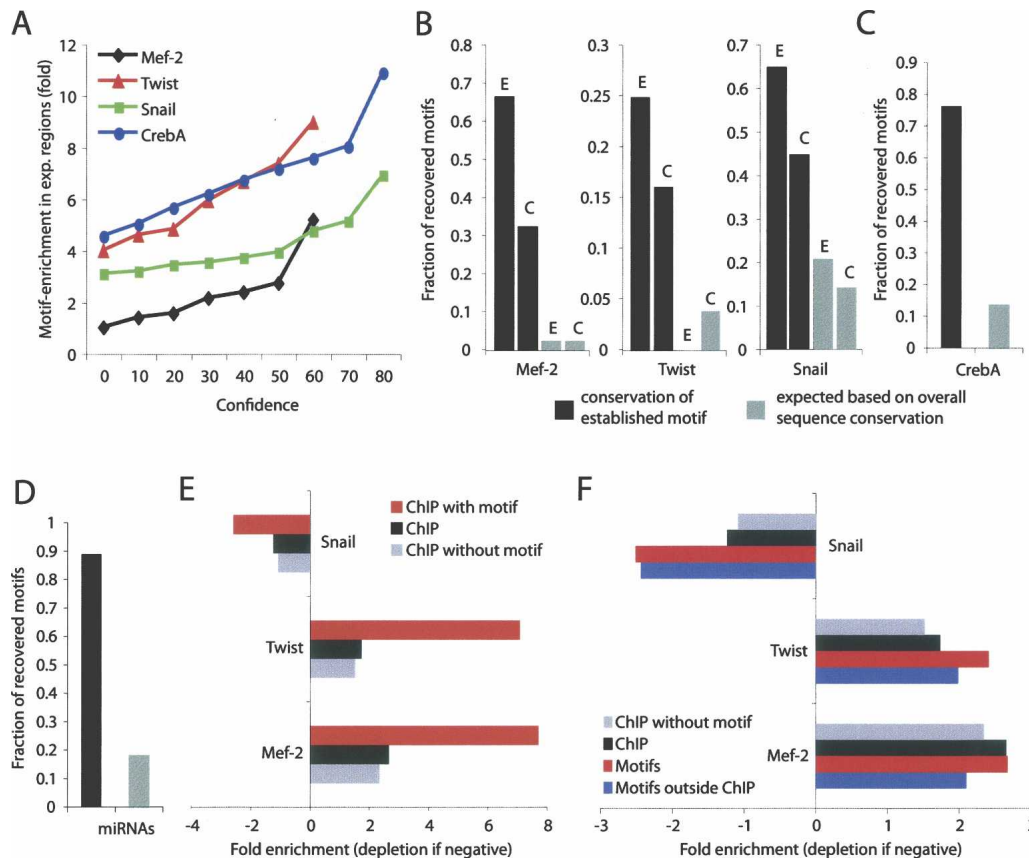 A
Motif-enrichment in exp. regions (fold)
12
10
8
6
4
2
0
Mef-2
Twist
Snail
CrebA
0 10 20 30 40 50 60 70 80
Confidence
B
Fraction of recovered motifs
0.8
0.7
0.6
0.5
0.4
0.3
0.2
0.1
0
E
C
E C
Mef-2
0.3
0.25
0.2
0.15
0.1
0.05
0
E
C
E
C
Twist
0.7
0.6
0.5
0.4
0.3
0.2
0.1
0
E
C
E
C
Snail
C
Fraction of recovered motifs
0.9
0.8
0.7
0.6
0.5
0.4
0.3
0.2
0.1
0
CrebA
conservation of
established motif
expected based on overall
sequence conservation
D
Fraction of recovered motifs
1
0.9
0.8
0.7
0.6
0.5
0.4
0.3
0.2
0.1
0
miRNAs
E
ChIP with motif
ChIP
ChIP without motif
Snail
Twist
Mef-2
-4 -2 0 2 4 6 8
Fold enrichment (depletion if negative)
F
Snail
Twist
Mef-2
ChIP without motif
ChIP
Motifs
Motifs outside ChIP
-3 -2 -1 0 1 2 3
Fold enrichment (depletion if negative)